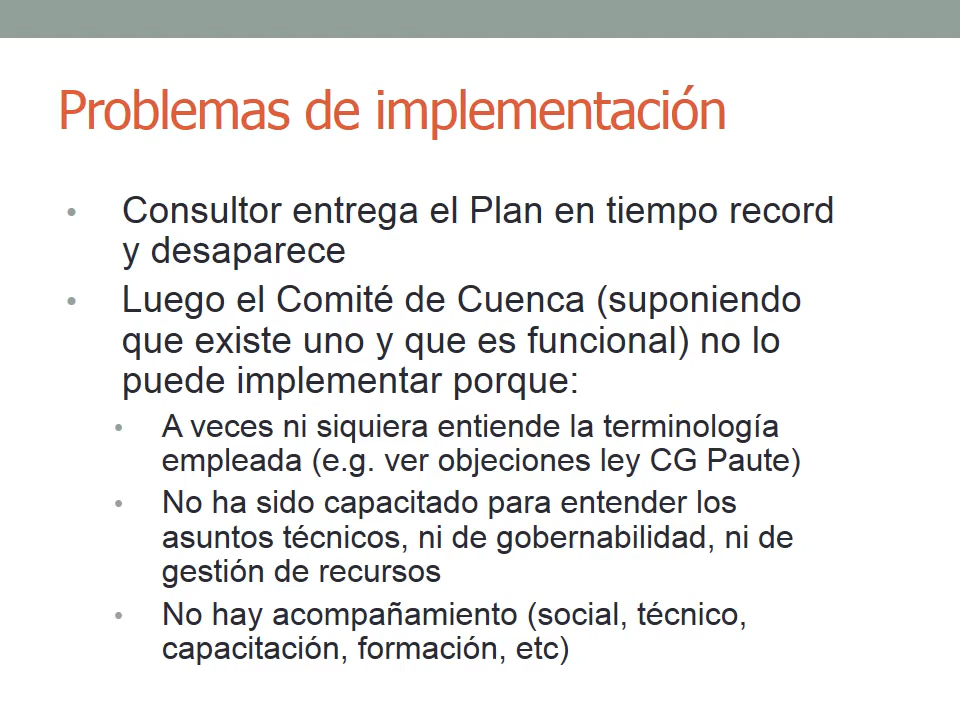 Problemas de implementación
• Consultor entrega el Plan en tiempo record
y desaparece
• Luego el Comité de Cuenca (suponiendo
que existe uno y que es funcional) no lo
puede implementar porque:
• A veces ni siquiera entiende la terminología
empleada (e.g. ver objeciones ley CG Paute)
• No ha sido capacitado para entender los
asuntos técnicos, ni de gobernabilidad, ni de
gestión de recursos
• No hay acompañamiento (social, técnico,
capacitación, formación, etc)